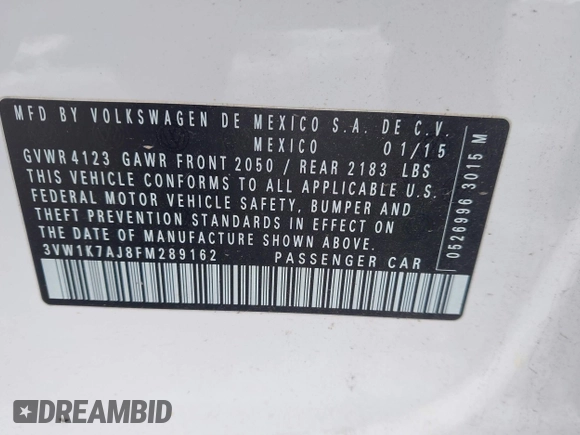 MFD BY VOLKSWAGEN DE MEXICO S.A. DE C.V.
MEXICO 01/15
GVWR 4123 GAWR FRONT 2050 / REAR 2183 LBS
THIS VEHICLE CONFORMS TO ALL APPLICABLE U.S.
FEDERAL MOTOR VEHICLE SAFETY, BUMPER AND
THEFT PREVENTION STANDARDS IN EFFECT ON
THE DATE OF MANUFACTURE SHOWN ABOVE.
3VW1K7AJ8FM289162 PASSENGER CAR
0526996 3015 M
DREAMBID